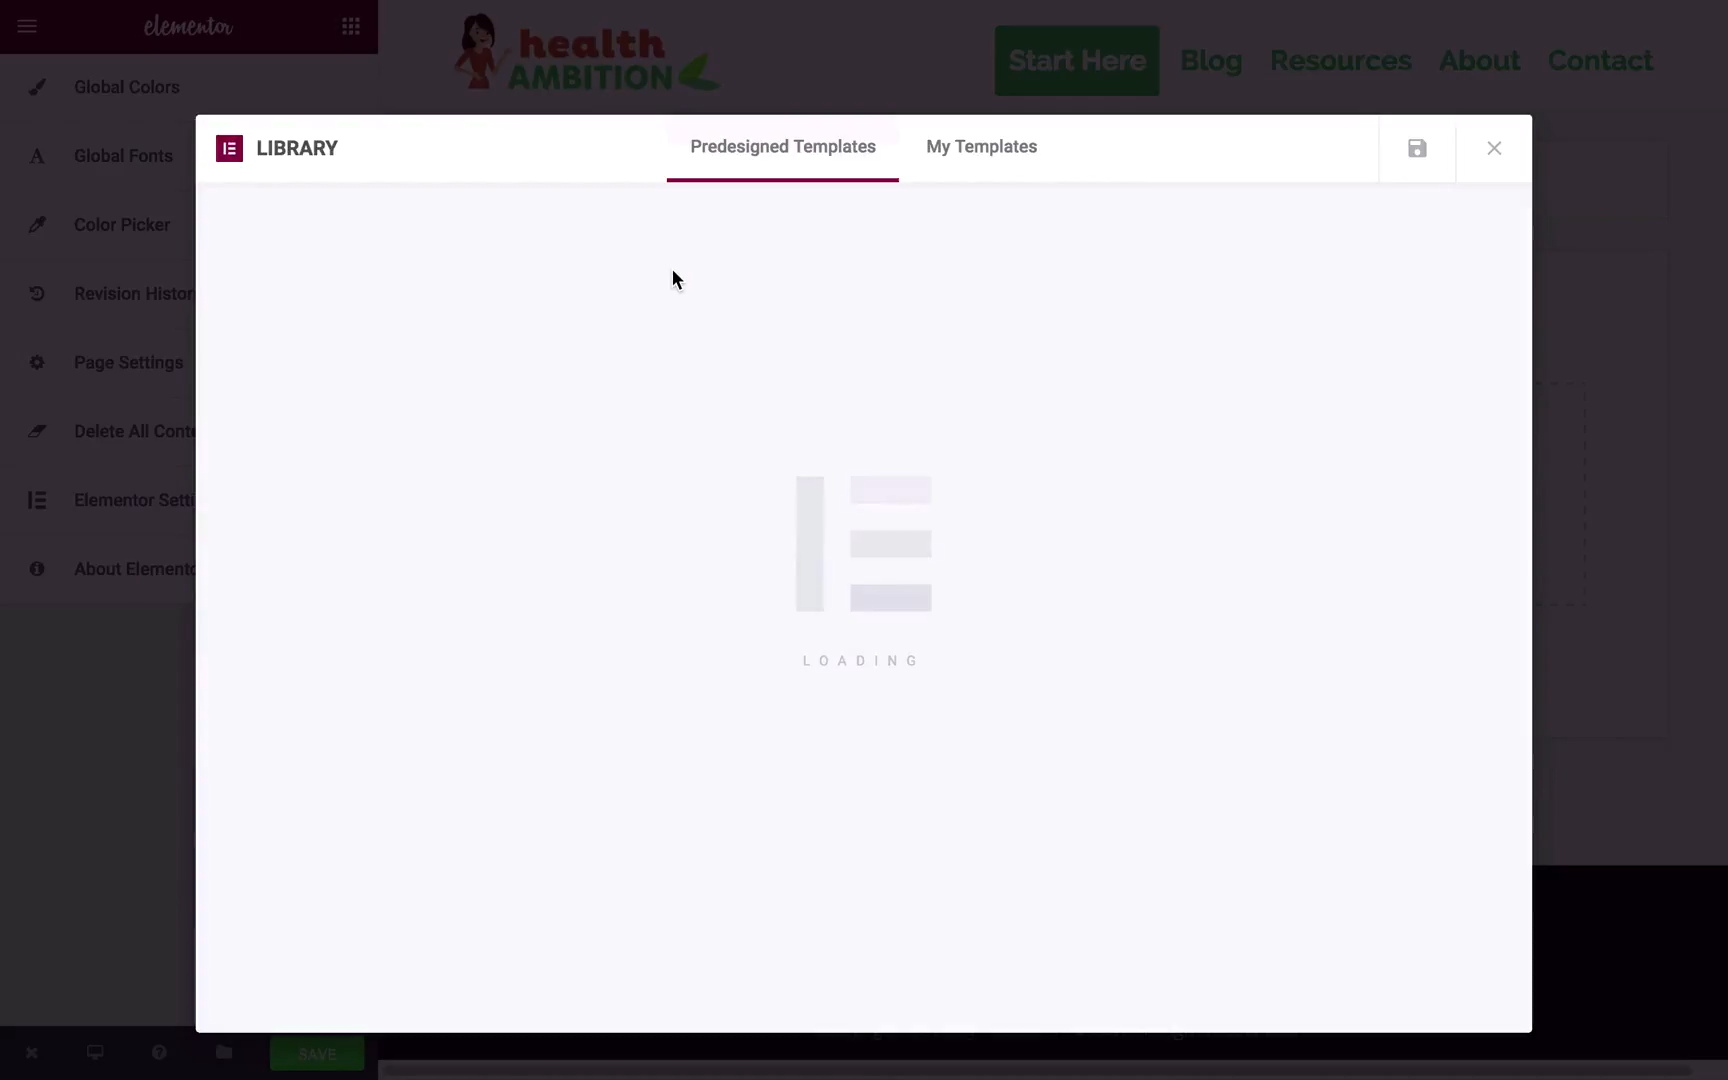 elementor
health
AMBITION
Start Here
Blog
Resources
About
Contact
Global Colors
Global Fonts
Color Picker
Revision Histor
Page Settings
Delete All Conte
Elementor Setti
About Elemento
LIBRARY
Predesigned Templates
My Templates
LOADING
SAVE